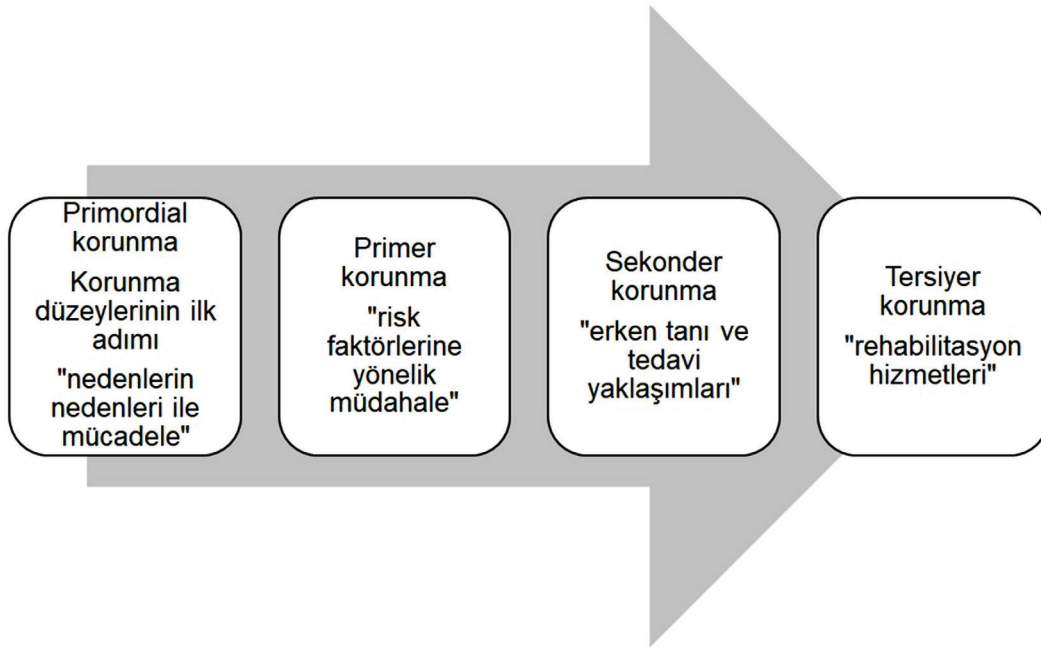 Primordial
korunma
Korunma
düzeylerinin ilk
adımı
"nedenlerin
nedenleri ile
mücadele"
Primer
korunma
"risk
faktörlerine
yönelik
müdahale"
Sekonder
korunma
"erken tanı ve
tedavi
yaklaşımları"
Tersiyer
korunma
"rehabilitasyon
hizmetleri"